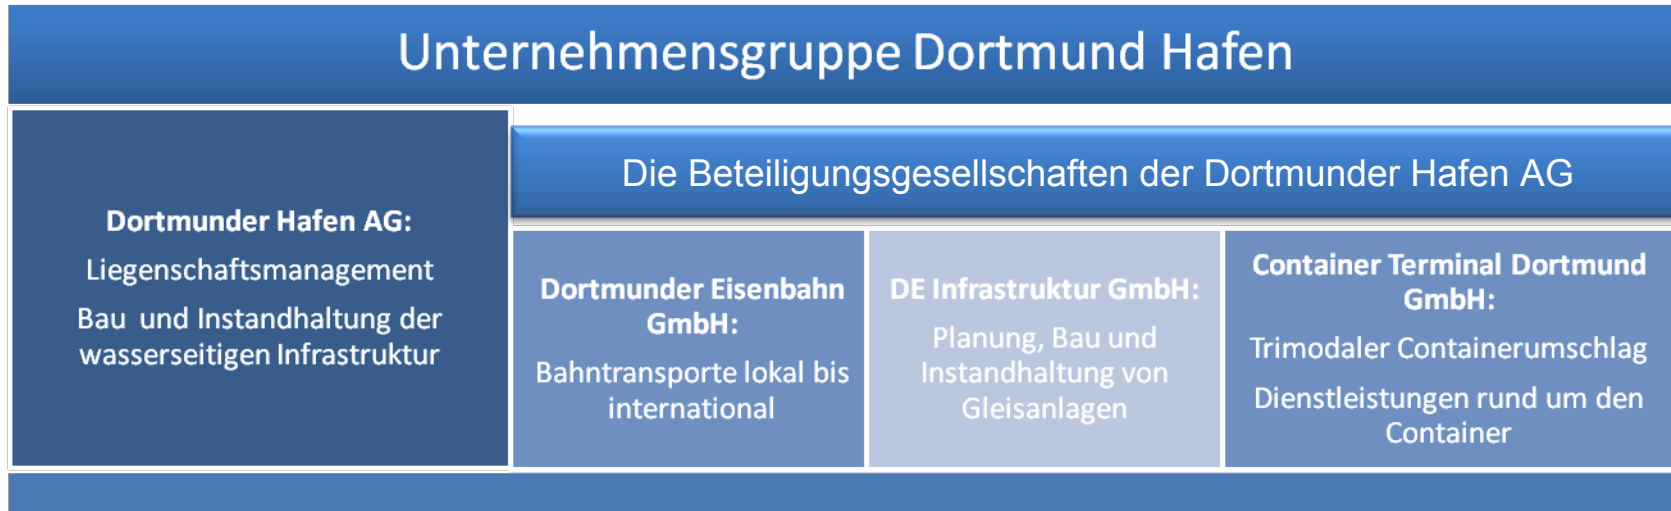 Unternehmensgruppe Dortmund Hafen
Dortmunder Hafen AG:
Liegenschaftsmanagement
Bau und Instandhaltung der
wasserseitigen Infrastruktur
Die Beteiligungsgesellschaften der Dortmunder Hafen AG
Dortmunder Eisenbahn
GmbH:
Bahntransporte lokal bis
international
DE Infrastruktur GmbH:
Planung, Bau und
Instandhaltung von
Gleisanlagen
Container Terminal Dortmund
GmbH:
Trimodaler Containerumschlag
Dienstleistungen rund um den
Container